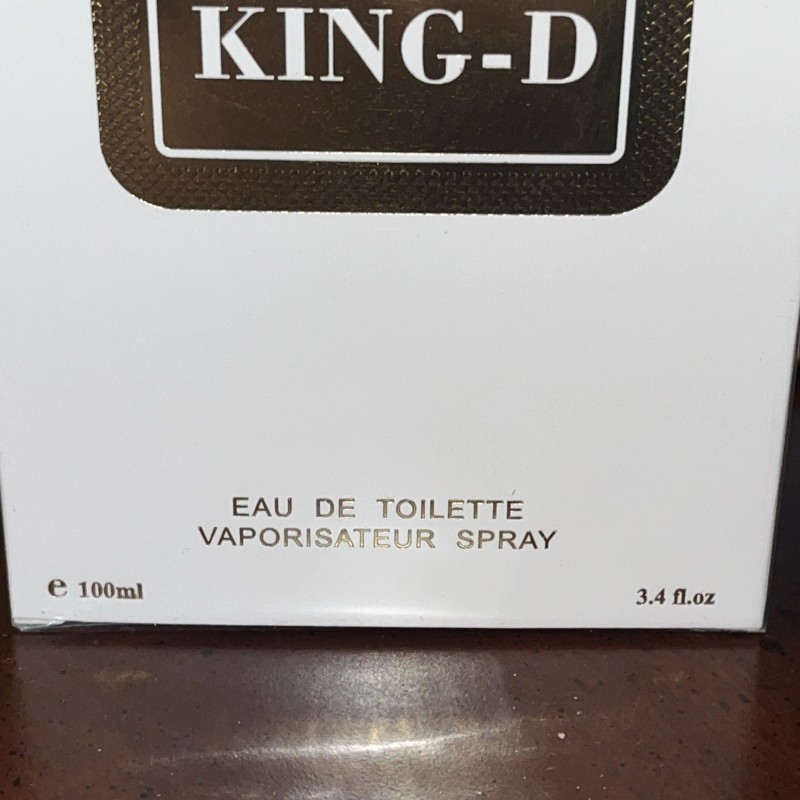 KING-D
EAU DE TOILETTE
VAPORISATEUR SPRAY
e 100ml
3.4 fl.oz